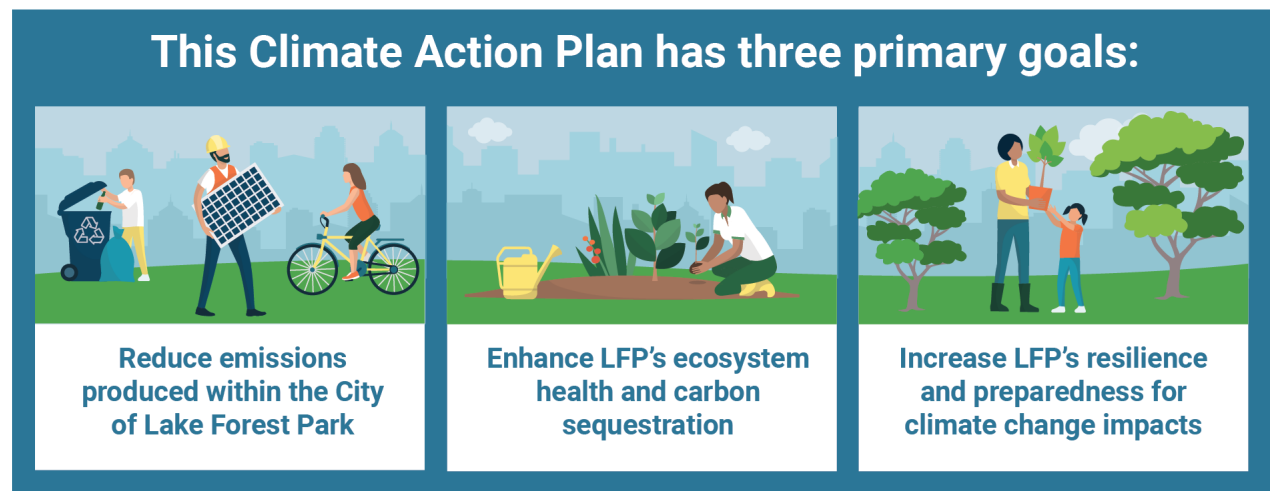 This Climate Action Plan has three primary goals:
Reduce emissions
produced within the City
of Lake Forest Park
Enhance LFP’s ecosystem
health and carbon
sequestration
Increase LFP’s resilience
and preparedness for
climate change impacts